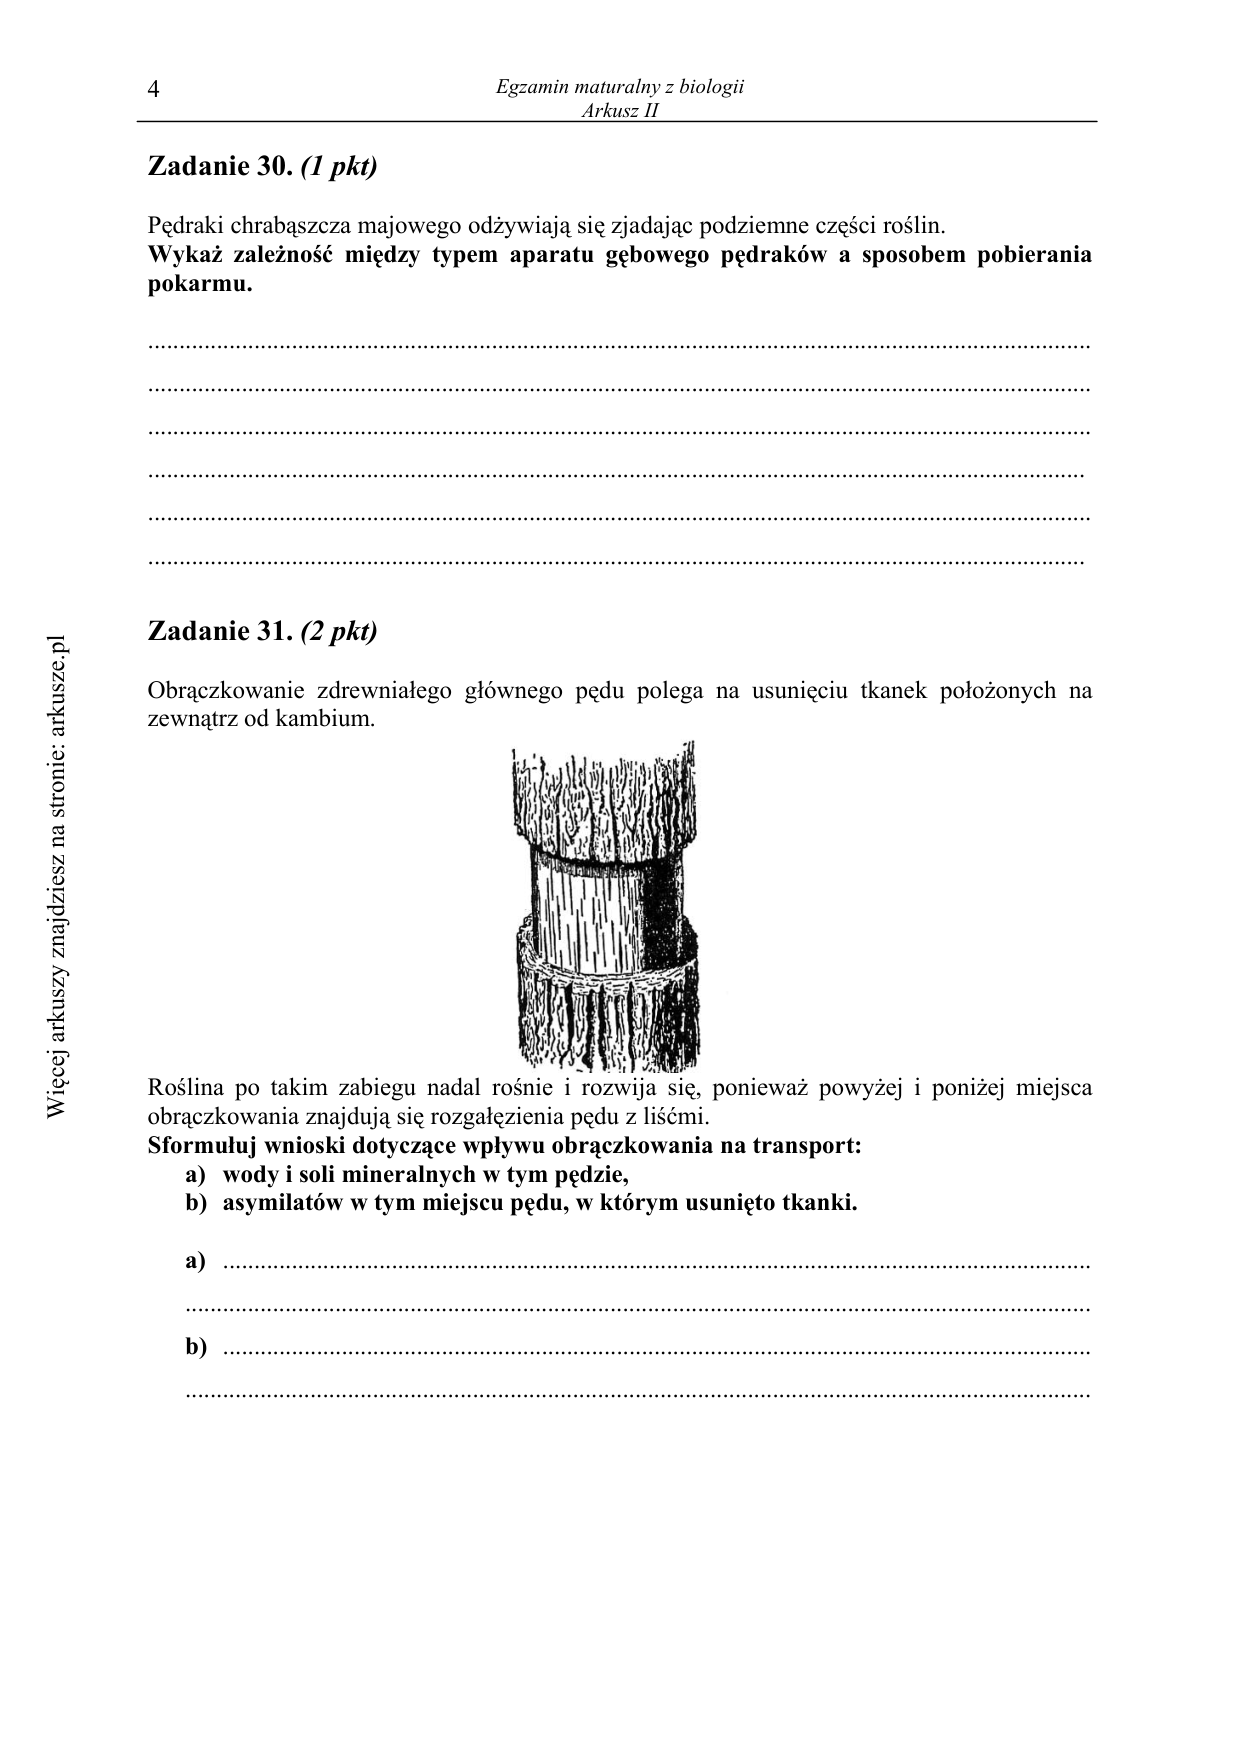 4
Egzamin maturalny z biologii
Arkusz II
Zadanie 30. (1 pkt)
Pędraki chrabąszcza majowego odżywiają się zjadając podziemne części roślin.
Wykaż zależność między typem aparatu gębowego pędraków a sposobem pobierania
pokarmu.
................................................................................
................................................................................
................................................................................
................................................................................
................................................................................
................................................................................
Zadanie 31. (2 pkt)
Obrączkowanie zdrewniałego głównego pędu polega na usunięciu tkanek położonych na
zewnątrz od kambium.
Roślina po takim zabiegu nadal rośnie i rozwija się, ponieważ powyżej i poniżej miejsca
obrączkowania znajdują się rozgałęzienia pędu z liśćmi.
Sformułuj wnioski dotyczące wpływu obrączkowania na transport:
a) wody i soli mineralnych w tym pędzie,
b) asymilatów w tym miejscu pędu, w którym usunięto tkanki.
a) ................................................................................
................................................................................
b) ................................................................................
................................................................................
Więcej arkuszy znajdziesz na stronie: arkusze.pl